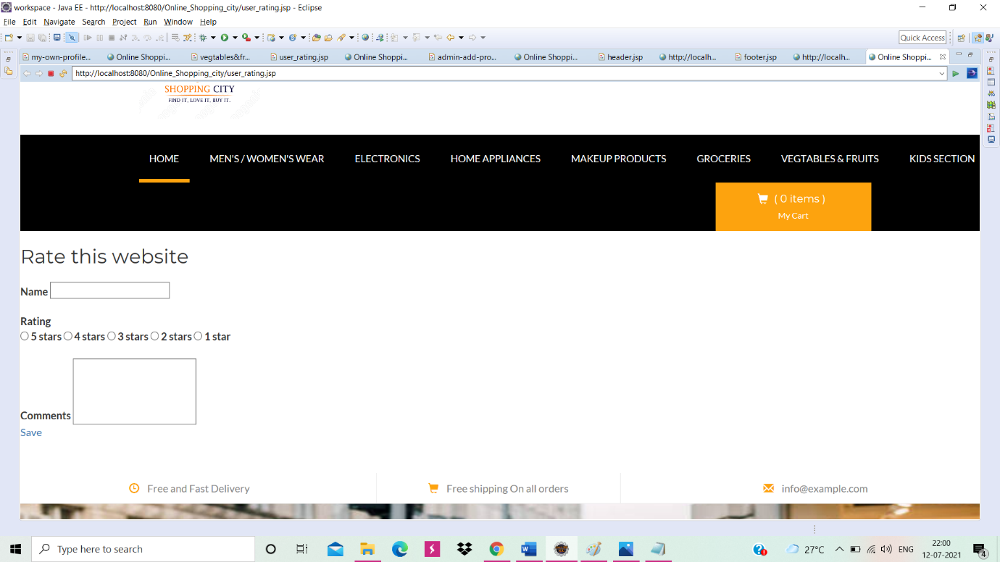 workspace - Java EE - http://localhost:8080/Online_Shopping_city/user_rating.jsp - Eclipse
File Edit Navigate Search Project Run Window Help
Quick Access
my-own-profile... Online Shoppi... vegtables&fr... user_rating.jsp Online Shoppi... admin-add-pro... Online Shoppi... header.jsp http://localh... footer.jsp http://localh... Online Shoppi...
http://localhost:8080/Online_Shopping_city/user_rating.jsp
SHOPPING CITY
FIND IT, LOVE IT, BUY IT.
HOME MEN'S / WOMEN'S WEAR ELECTRONICS HOME APPLIANCES MAKEUP PRODUCTS GROCERIES VEGTABLES & FRUITS KIDS SECTION
( 0 items )
My Cart
Rate this website
Name
Rating
5 stars 4 stars 3 stars 2 stars 1 star
Comments
Save
Free and Fast Delivery Free shipping On all orders info@example.com
Type here to search
27°C ENG
22:00
12-07-2021
4